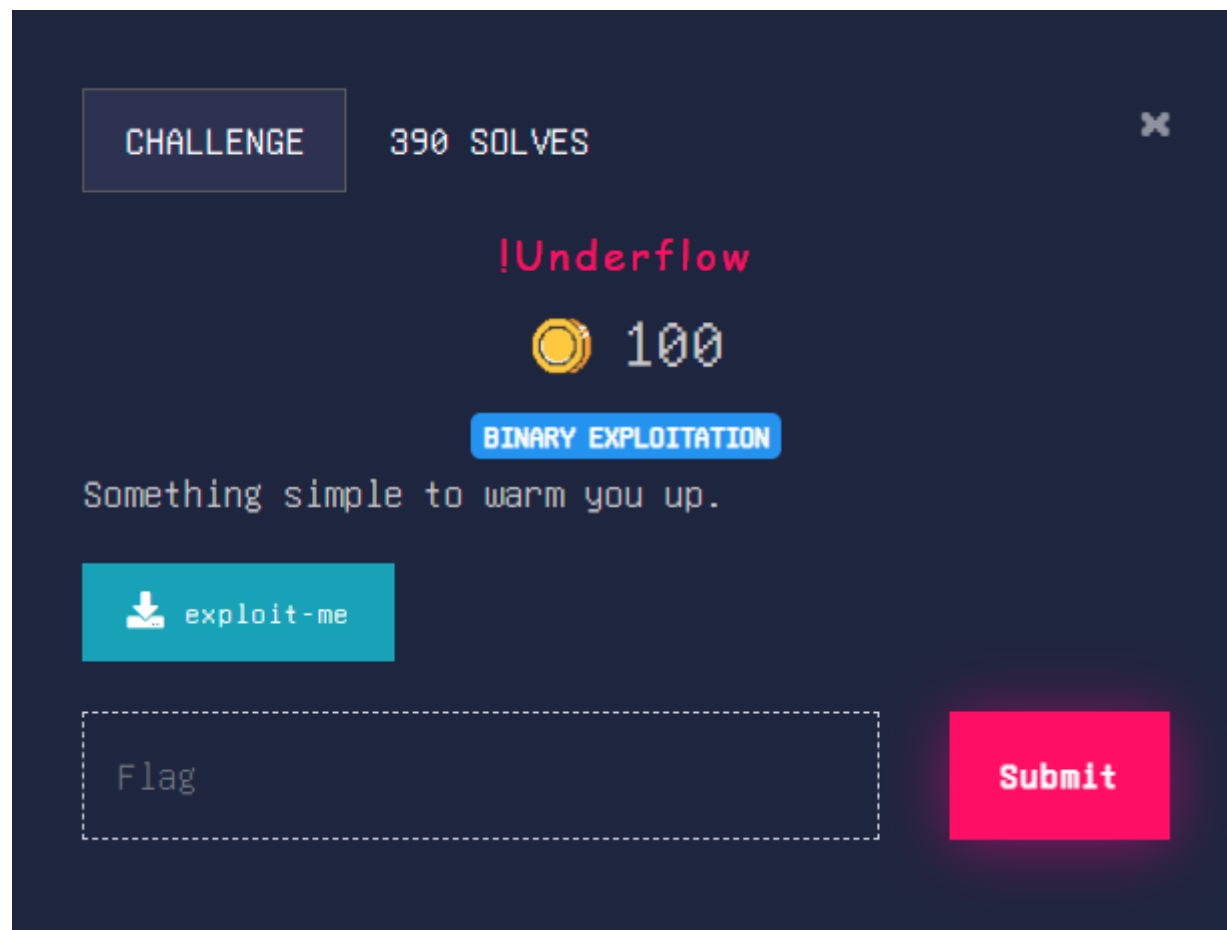 CHALLENGE 390 SOLVES
!Underflow
100
BINARY EXPLOITATION
Something simple to warm you up.
exploit-me
Flag Submit